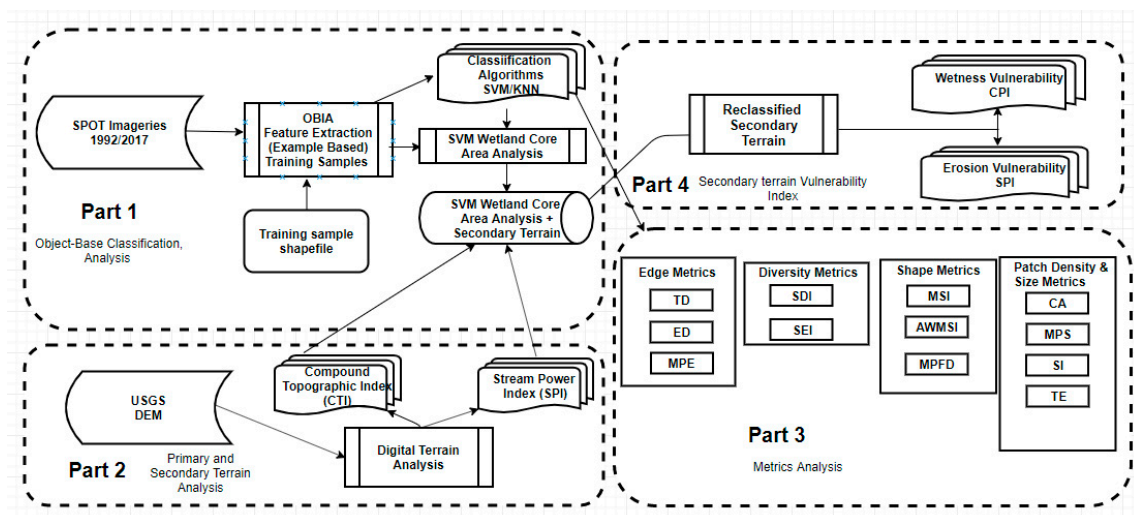 SPOT Imageries
1992/2017
OBIA
Feature Extraction
(Example Based)
Training Samples
Training sample
shapefile
Classiification
Algorithms
SVM/KNN
SVM Wetland Core
Area Analysis
SVM Wetland Core
Area Analysis +
Secondary Terrain
Part 1
Object-Base Classification,
Analysis
USGS
DEM
Compound
Topographic Index
(CTI)
Stream Power
Index (SPI)
Digital Terrain
Analysis
Part 2
Primary and
Secondary Terrain
Analysis
Reclassified
Secondary
Terrain
Wetness Vulnerability
CPI
Erosion Vulnerability
SPI
Part 4
Secondary terrain Vulnerability
Index
Edge Metrics
TD
ED
MPE
Diversity Metrics
SDI
SEI
Shape Metrics
MSI
AWMSI
MPFD
Patch Density &
Size Metrics
CA
MPS
SI
TE
Part 3
Metrics Analysis